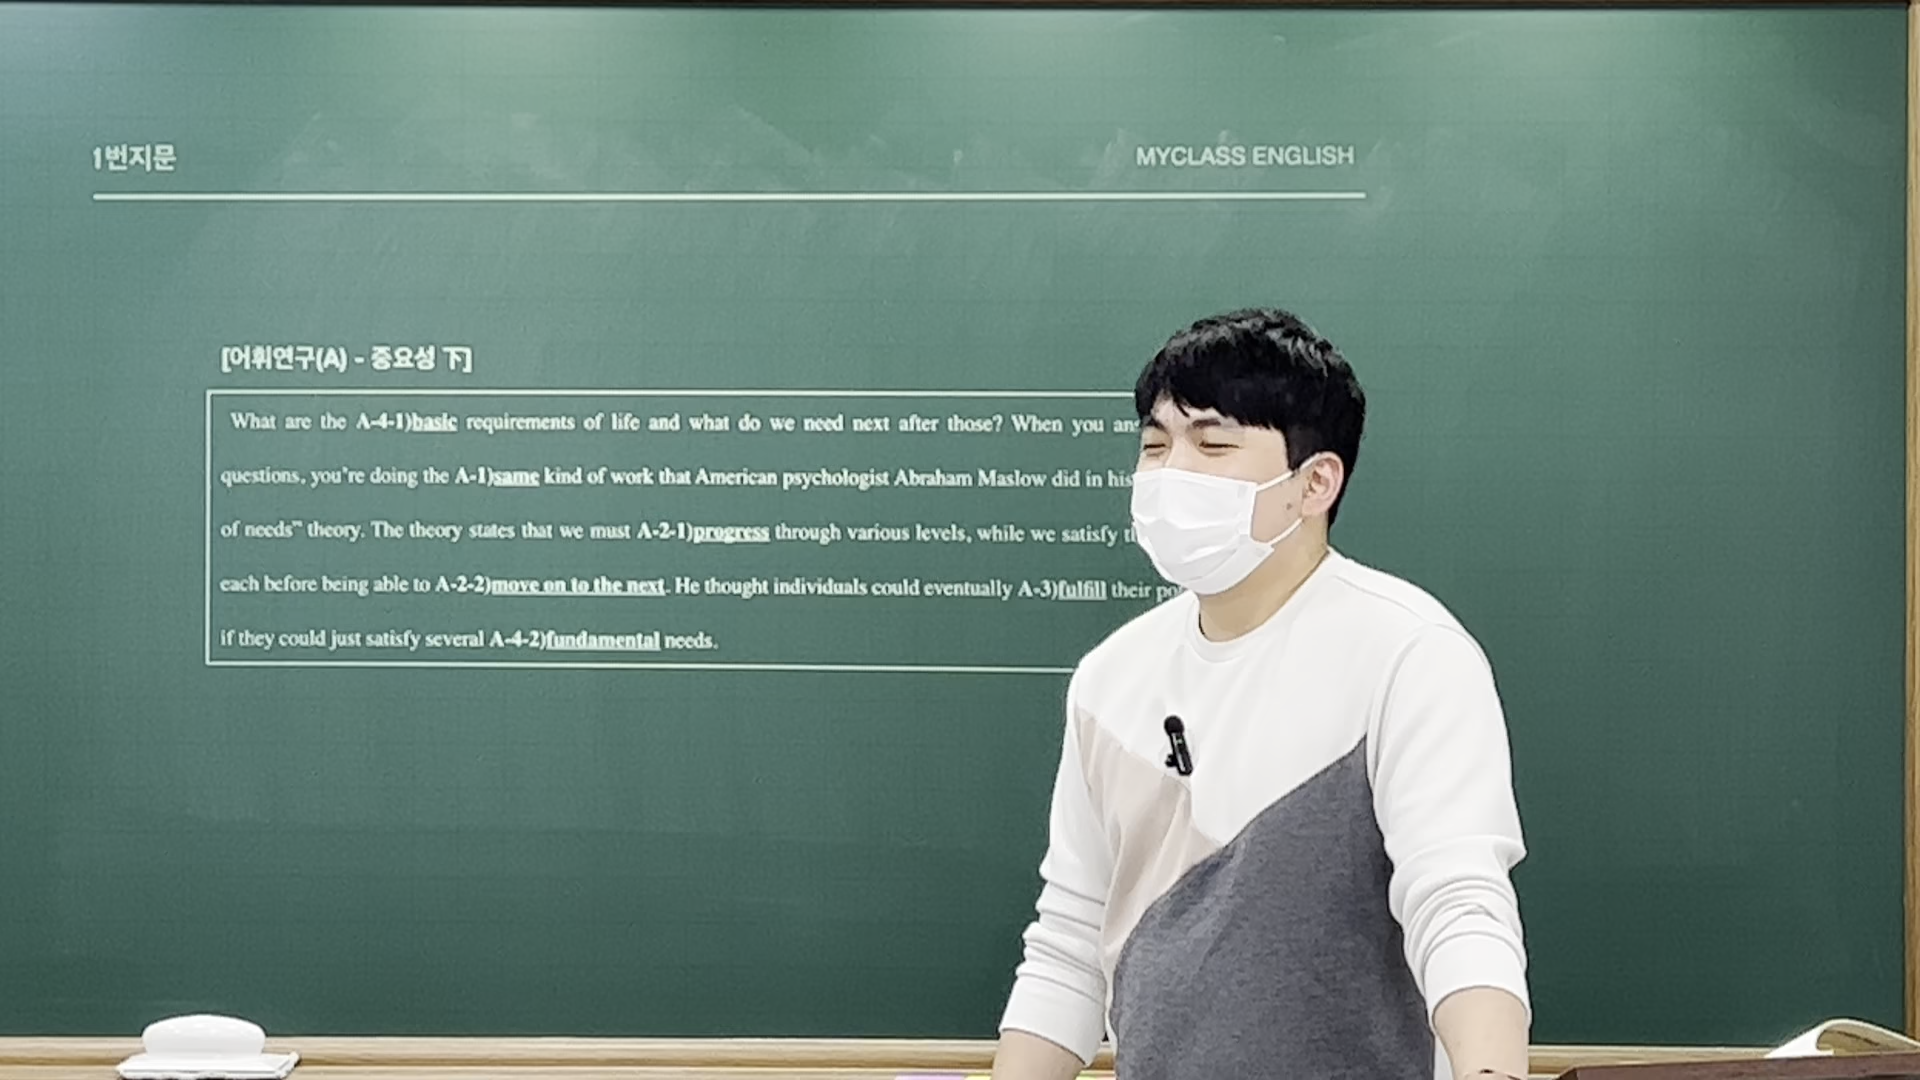 1번지문
MYCLASS ENGLISH
[어휘연구(A) - 중요성 下]
What are the A-4-1)basic requirements of life and what do we need next after those? When you
questions, you're doing the A-1)same kind of work that American psychologist Abraham Maslow did in his
of needs" theory. The theory states that we must A-2-1)progress through various levels, while we satisfy
each before being able to A-2-2)move on to the next. He thought individuals could eventually A-3)fulfill their
if they could just satisfy several A-4-2)fundamental needs.